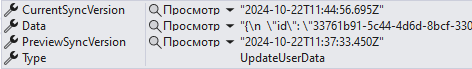 CurrentSyncVersion Просмотр "2024-10-22T11:44:56.695Z"
Data Просмотр "{\n \"id\": \"33761b91-5c44-4d6d-8bcf-330
PreviewSyncVersion Просмотр "2024-10-22T11:37:33.450Z"
Type UpdateUserData